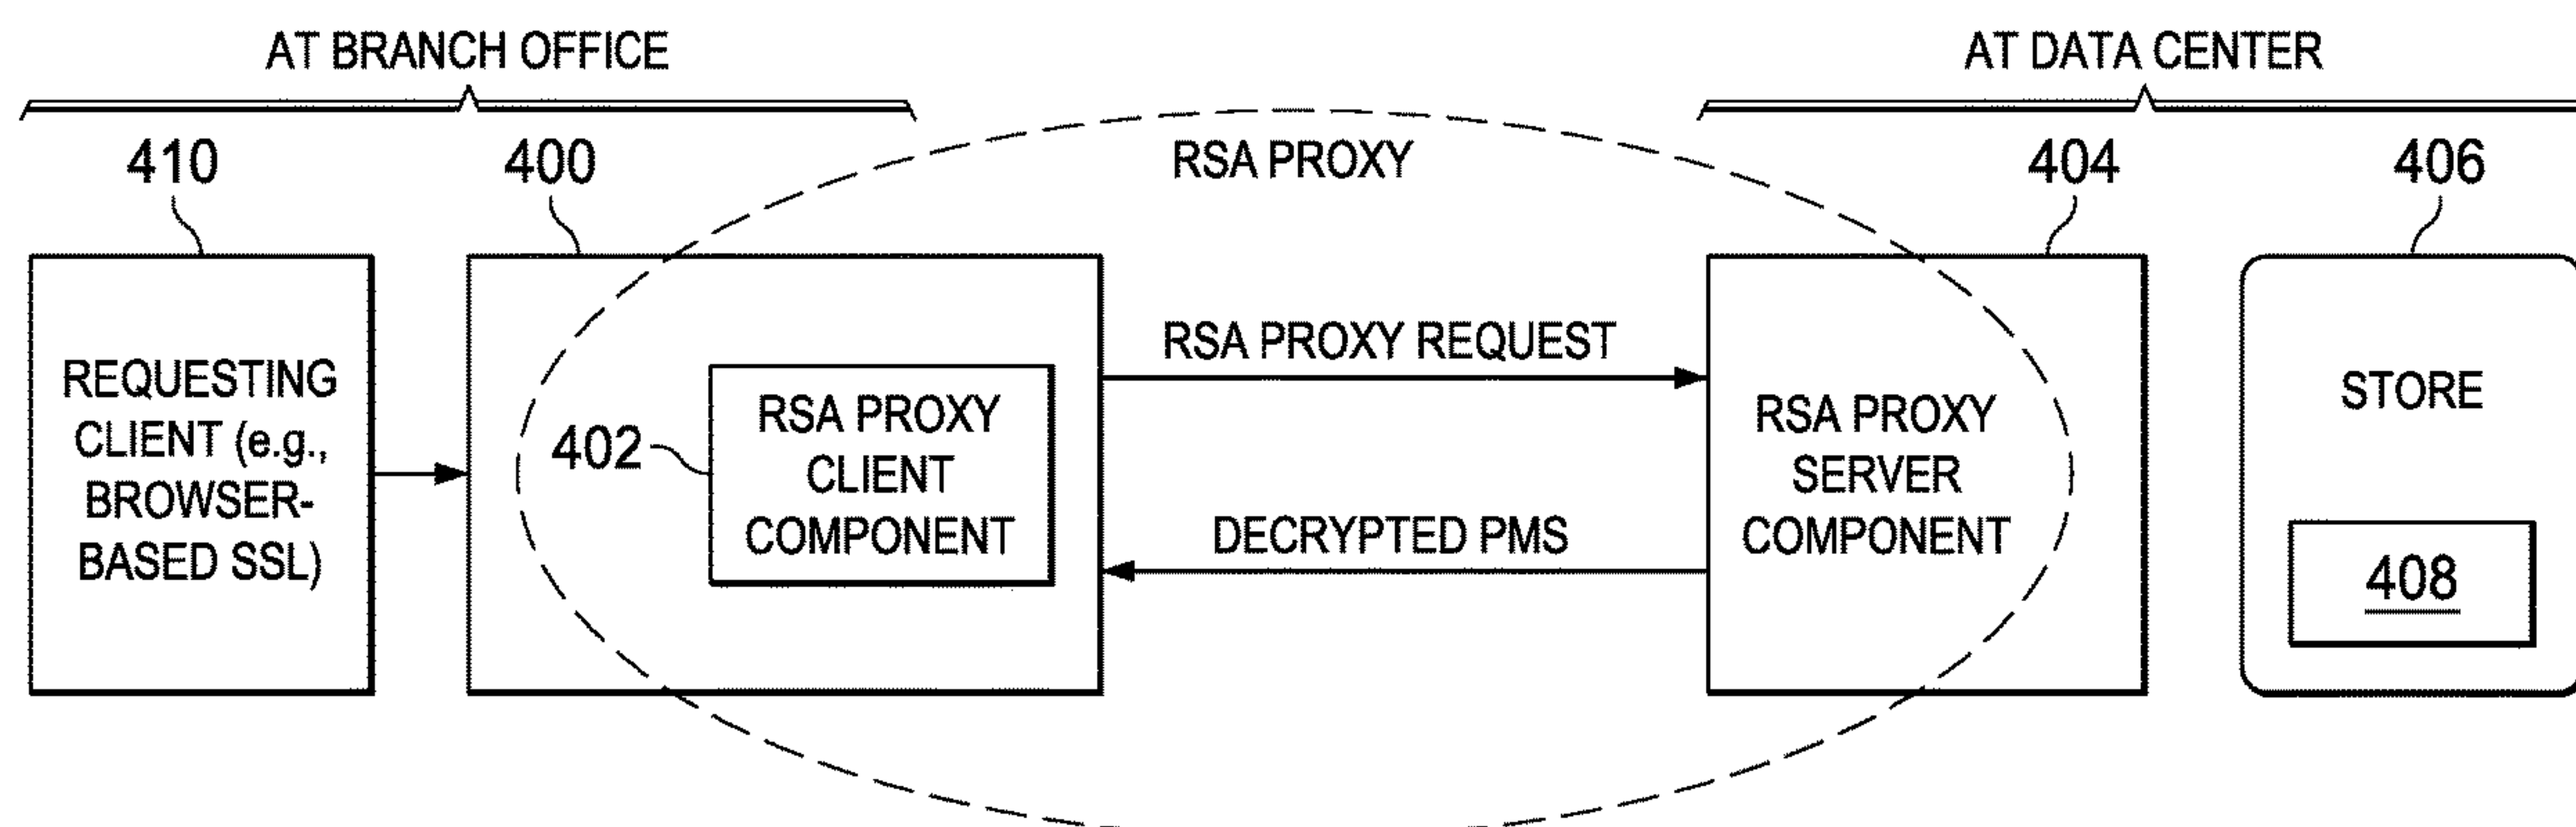 AT BRANCH OFFICE
AT DATA CENTER
410
400
RSA PROXY
404
406
REQUESTING
CLIENT (e.g.,
BROWSER-
BASED SSL)
402
RSA PROXY
CLIENT
COMPONENT
RSA PROXY REQUEST
DECRYPTED PMS
RSA PROXY
SERVER
COMPONENT
STORE
408